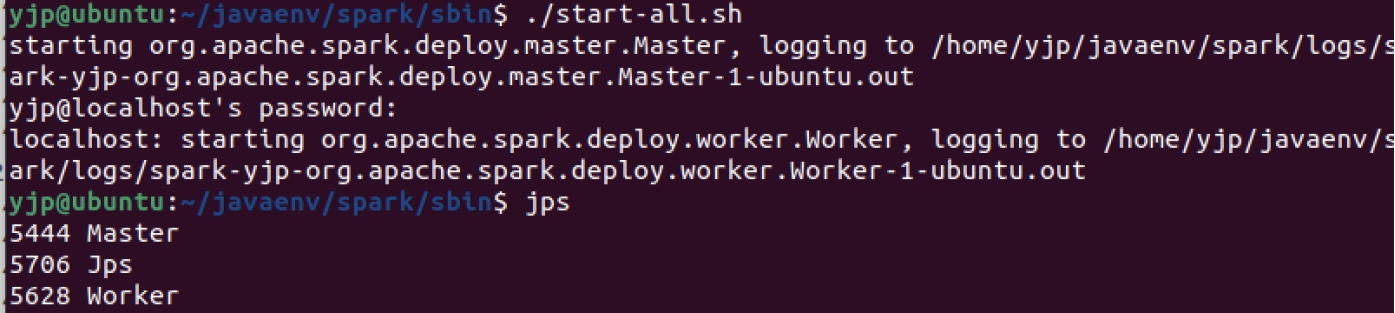 yjp@ubuntu:~/javaenv/spark/sbin$ ./start-all.sh
starting org.apache.spark.deploy.master.Master, logging to /home/yjp/javaenv/spark/logs/s
ark-yjp-org.apache.spark.deploy.master.Master-1-ubuntu.out
yjp@localhost's password:
localhost: starting org.apache.spark.deploy.worker.Worker, logging to /home/yjp/javaenv/s
ark/logs/spark-yjp-org.apache.spark.deploy.worker.Worker-1-ubuntu.out
yjp@ubuntu:~/javaenv/spark/sbin$ jps
5444 Master
5706 Jps
5628 Worker